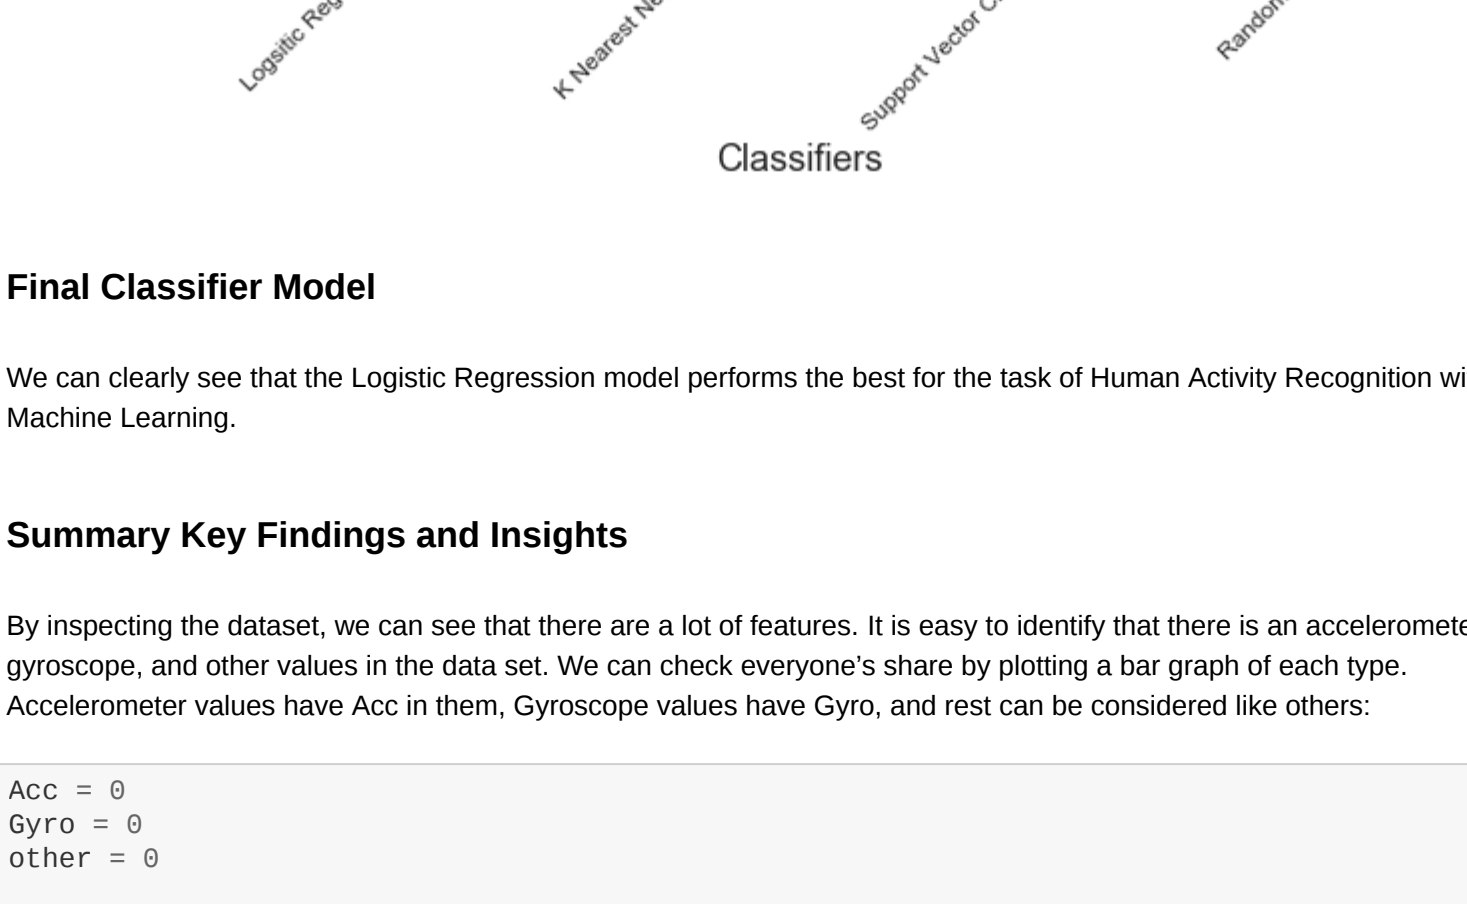 Logsitic Reg
K Nearest Ne
Support Vector C
Random
Classifiers
Final Classifier Model
We can clearly see that the Logistic Regression model performs the best for the task of Human Activity Recognition wi
Machine Learning.
Summary Key Findings and Insights
By inspecting the dataset, we can see that there are a lot of features. It is easy to identify that there is an acceleromete
gyroscope, and other values in the data set. We can check everyone’s share by plotting a bar graph of each type.
Accelerometer values have Acc in them, Gyroscope values have Gyro, and rest can be considered like others:
Acc = 0
Gyro = 0
other = 0